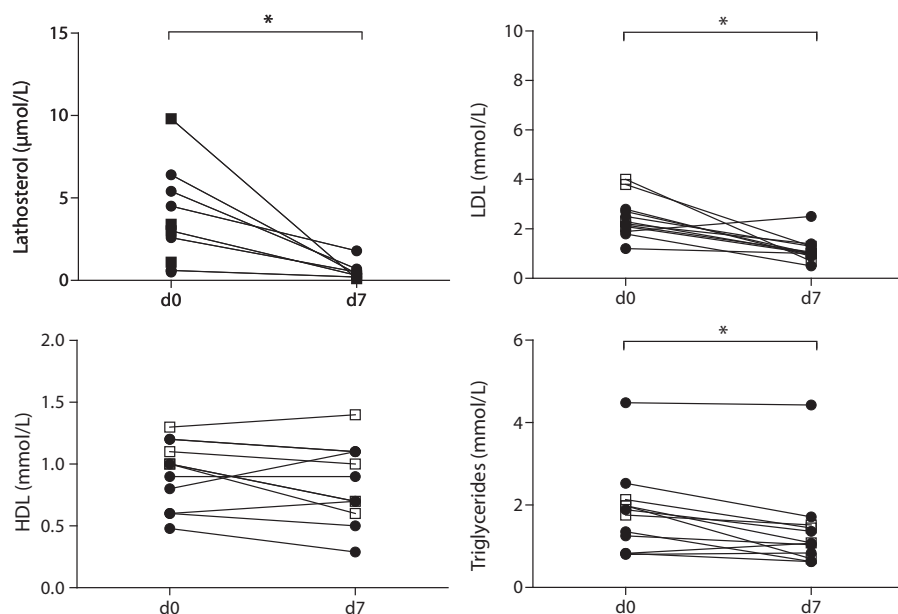 *
Lathosterol (μmol/L)
15
10
5
0
d0
d7
*
LDL (mmol/L)
10
8
6
4
2
0
d0
d7
HDL (mmol/L)
2.0
1.5
1.0
0.5
0.0
d0
d7
*
Triglycerides (mmol/L)
6
4
2
0
d0
d7